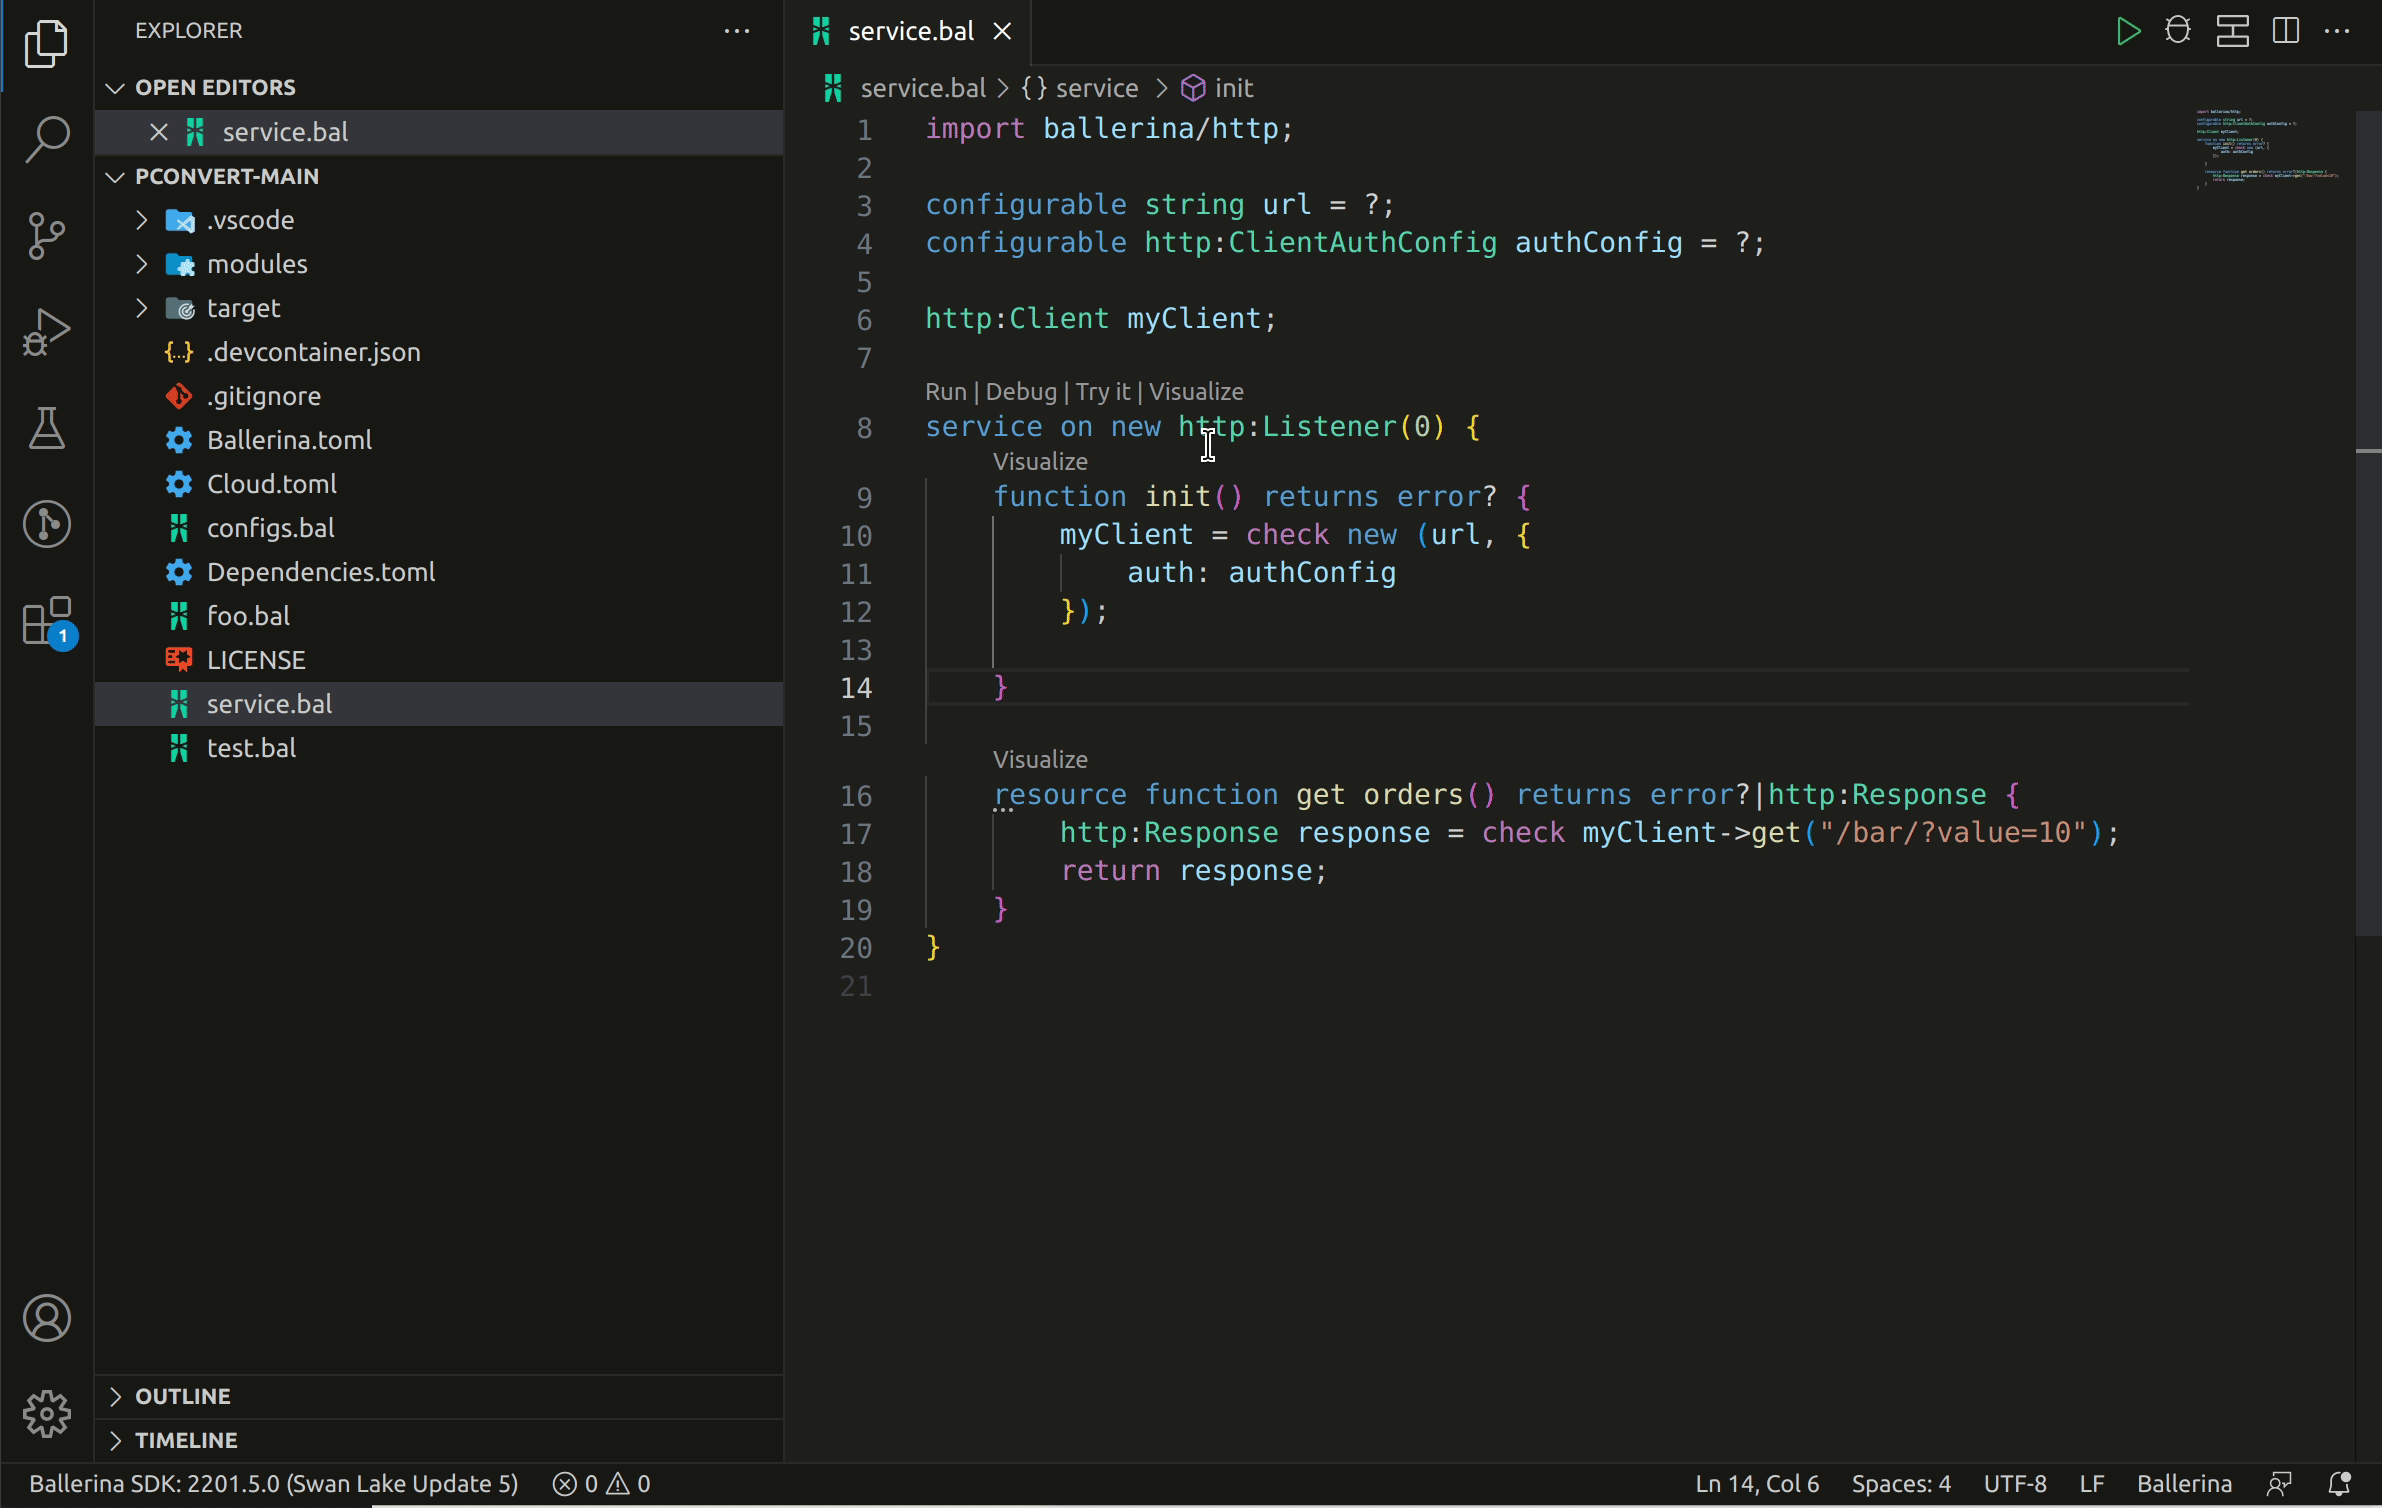 EXPLORER
OPEN EDITORS
service.bal
PCONVERT-MAIN
.vscode
modules
target
.devcontainer.json
.gitignore
Ballerina.toml
Cloud.toml
configs.bal
Dependencies.toml
foo.bal
LICENSE
service.bal
test.bal
OUTLINE
TIMELINE
1
service.bal
service.bal > {} service > init
1 import ballerina/http;
2
3 configurable string url = ?;
4 configurable http:ClientAuthConfig authConfig = ?;
5
6 http:Client myClient;
7
Run | Debug | Try it | Visualize
8 service on new http:Listener(0) {
Visualize
9     function init() returns error? {
10         myClient = check new (url, {
11             auth: authConfig
12         });
13
14     }
15
Visualize
16     resource function get orders() returns error?|http:Response {
17         http:Response response = check myClient->get("/bar/?value=10");
18         return response;
19     }
20 }
21
Ballerina SDK: 2201.5.0 (Swan Lake Update 5) 0 0 Ln 14, Col 6 Spaces: 4 UTF-8 LF Ballerina